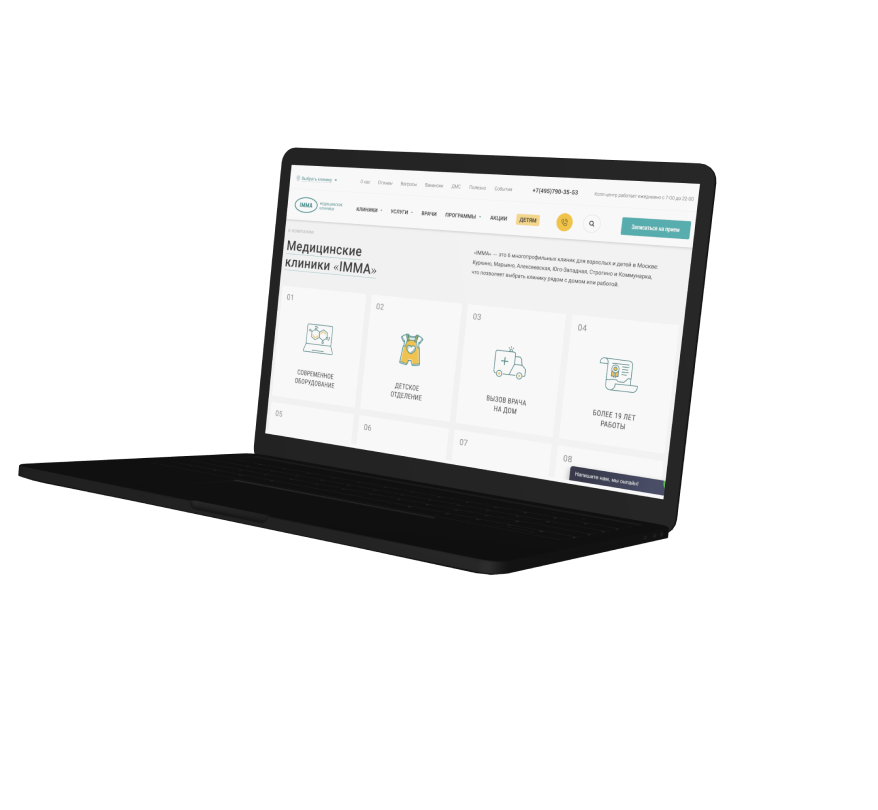 Выбрать клинику
О нас Отзывы Вопросы Вакансии ДМС Полезно События
+7(495)790-35-53
Колл-центр работает ежедневно с 7:00 до 22:00
IMMA
МЕДИЦИНСКИЕ
КЛИНИКИ
КЛИНИКИ УСЛУГИ ВРАЧИ ПРОГРАММЫ АКЦИИ ДЕТЯМ
Записаться на прием
О КОМПАНИИ
Медицинские
клиники «IMMA»
«IMMA» — это 6 многопрофильных клиник для взрослых и детей в Москве:
Куркино, Марьино, Алексеевская, Юго-Западная, Строгино и Коммунарка,
что позволяет выбрать клинику рядом с домом или работой.
01
СОВРЕМЕННОЕ
ОБОРУДОВАНИЕ
02
ДЕТСКОЕ
ОТДЕЛЕНИЕ
03
ВЫЗОВ ВРАЧА
НА ДОМ
04
БОЛЕЕ 19 ЛЕТ
РАБОТЫ
05
06
07
08
Напишите нам, мы онлайн!